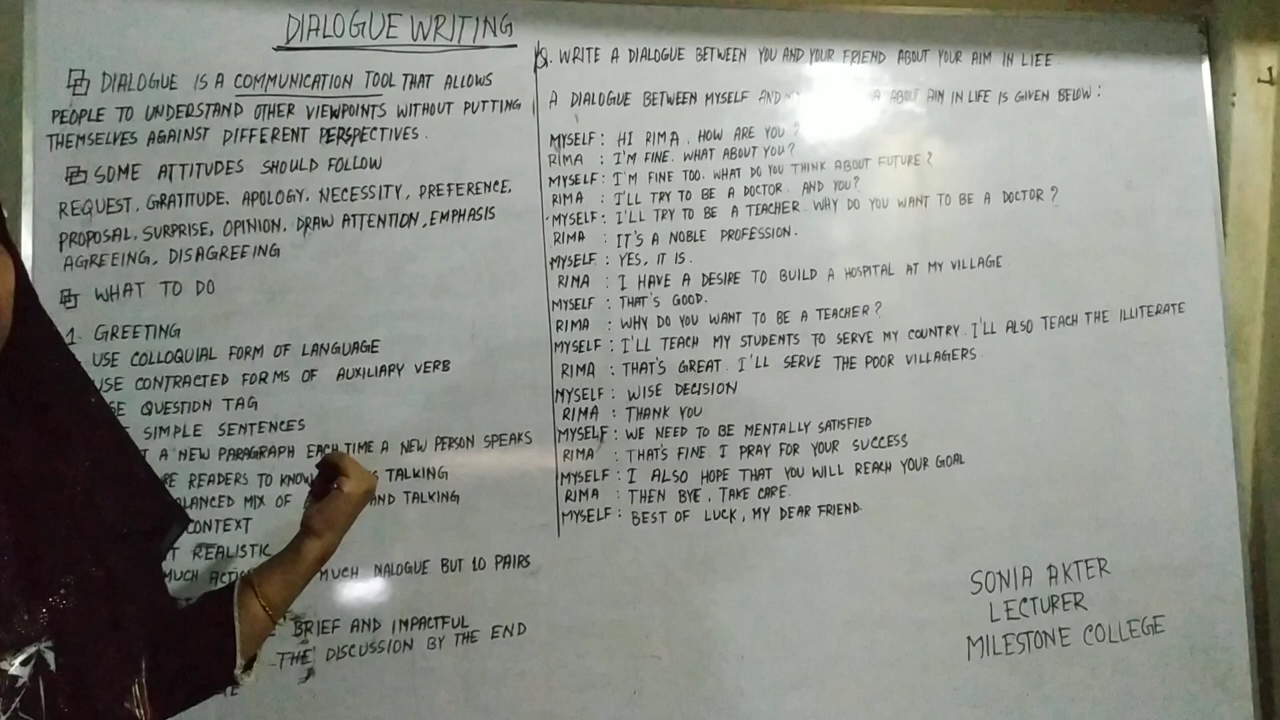 DIALOGUE WRITING
DIALOGUE IS A COMMUNICATION TOOL THAT ALLOWS
PEOPLE TO UNDERSTAND OTHER VIEWPOINTS WITHOUT PUTTING
THEMSELVES AGAINST DIFFERENT PERSPECTIVES.
SOME ATTITUDES SHOULD FOLLOW
REQUEST, GRATITUDE, APOLOGY, NECESSITY, PREFERENCE,
PROPOSAL, SURPRISE, OPINION, DRAW ATTENTION, EMPHASIS
AGREEING, DISAGREEING
WHAT TO DO
1. GREETING
USE COLLOQUIAL FORM OF LANGUAGE
USE CONTRACTED FORMS OF AUXILIARY VERB
QUESTION TAG
SIMPLE SENTENCES
A NEW PARAGRAPH EACH TIME A NEW PERSON SPEAKS
READERS TO KNOW TALKING
MIX OF AND TALKING
CONTEXT
REALISTIC
MUCH MUCH DIALOGUE BUT 10 PAIRS
BRIEF AND IMPACTFUL
THE DISCUSSION BY THE END
Q. WRITE A DIALOGUE BETWEEN YOU AND YOUR FRIEND ABOUT YOUR AIM IN LIFE.
A DIALOGUE BETWEEN MYSELF AND ABOUT AIM IN LIFE IS GIVEN BELOW:
MYSELF: HI RIMA. HOW ARE YOU?
RIMA : I'M FINE. WHAT ABOUT YOU?
MYSELF: I'M FINE TOO. WHAT DO YOU THINK ABOUT FUTURE?
RIMA : I'LL TRY TO BE A DOCTOR. AND YOU?
MYSELF: I'LL TRY TO BE A TEACHER. WHY DO YOU WANT TO BE A DOCTOR?
RIMA : IT'S A NOBLE PROFESSION.
MYSELF: YES, IT IS.
RIMA : I HAVE A DESIRE TO BUILD A HOSPITAL AT MY VILLAGE
MYSELF: THAT'S GOOD.
RIMA : WHY DO YOU WANT TO BE A TEACHER?
MYSELF: I'LL TEACH MY STUDENTS TO SERVE MY COUNTRY. I'LL ALSO TEACH THE ILLITERATE
RIMA : THAT'S GREAT. I'LL SERVE THE POOR VILLAGERS.
MYSELF: WISE DECISION
RIMA : THANK YOU
MYSELF: WE NEED TO BE MENTALLY SATISFIED
RIMA : THAT'S FINE. I PRAY FOR YOUR SUCCESS
MYSELF: I ALSO HOPE THAT YOU WILL REACH YOUR GOAL
RIMA : THEN BYE, TAKE CARE.
MYSELF: BEST OF LUCK, MY DEAR FRIEND.
SONIA AKTER
LECTURER
MILESTONE COLLEGE